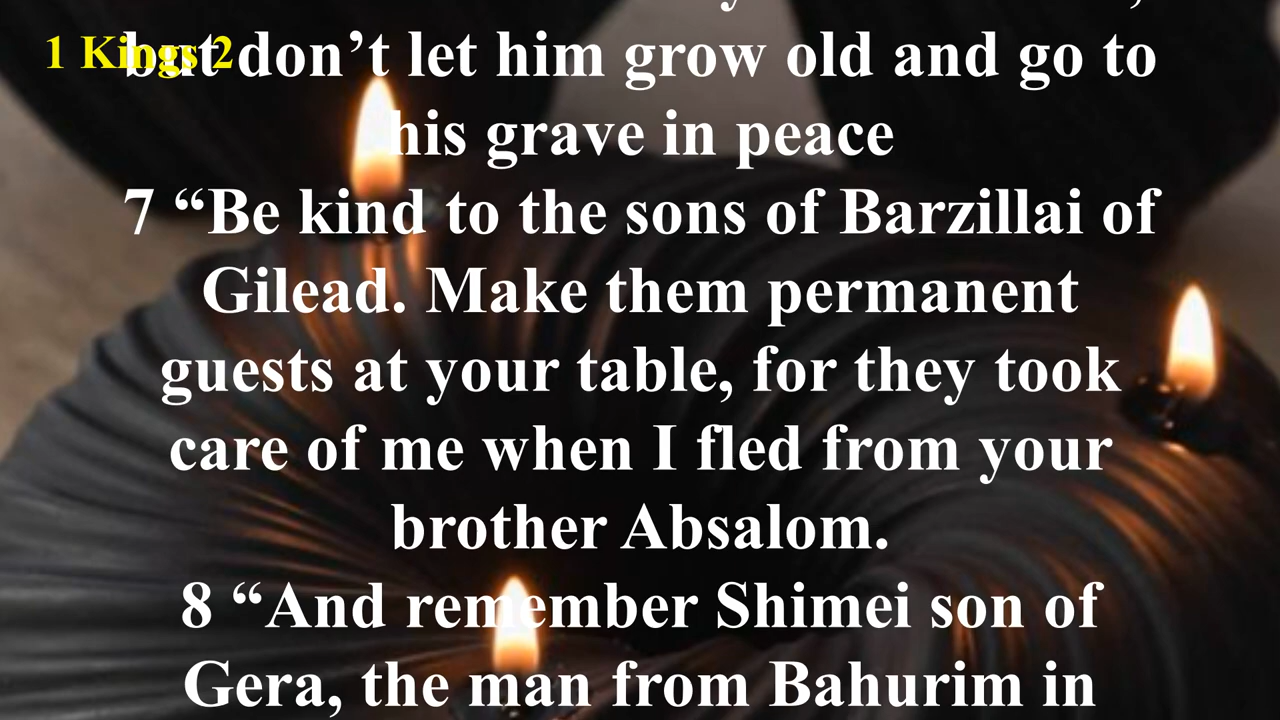 1 Kings 2
but don’t let him grow old and go to
his grave in peace
7 “Be kind to the sons of Barzillai of
Gilead. Make them permanent
guests at your table, for they took
care of me when I fled from your
brother Absalom.
8 “And remember Shimei son of
Gera, the man from Bahurim in